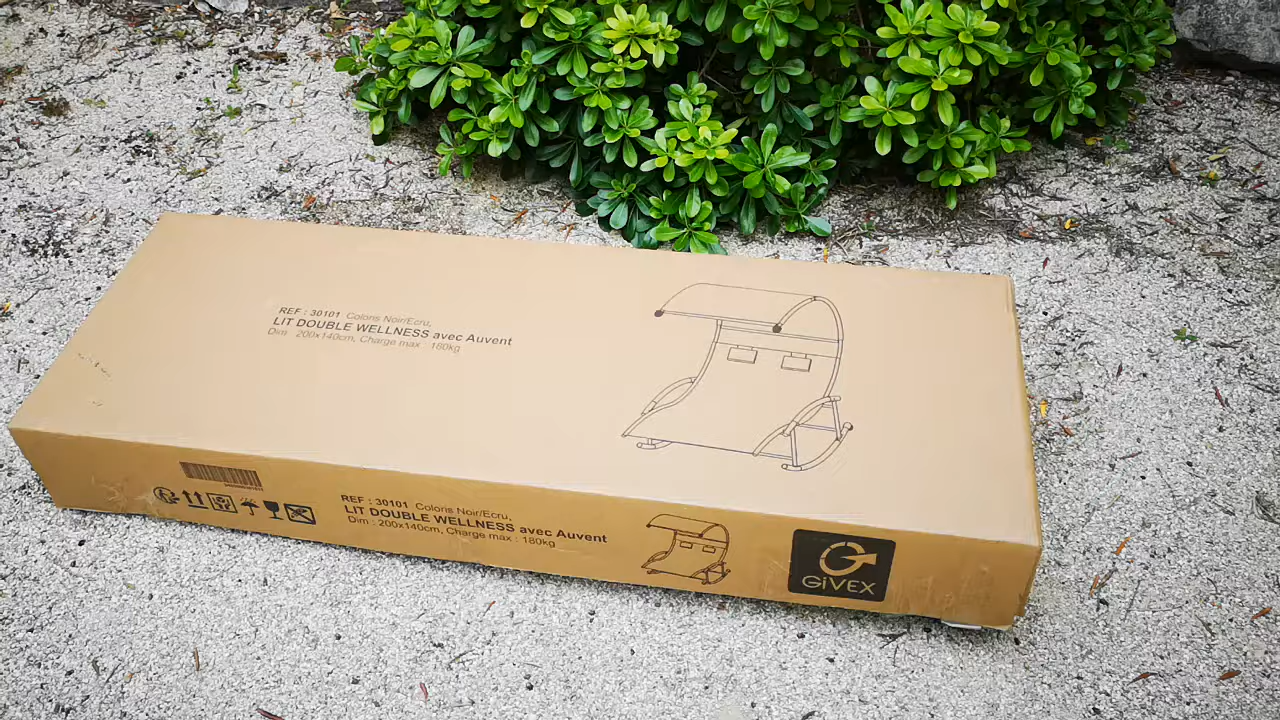 REF : 30101 Coloris Noir/Ecru,
LIT DOUBLE WELLNESS avec Auvent
Dim : 200x140cm, Charge max : 180kg
REF : 30101 Coloris Noir/Ecru,
LIT DOUBLE WELLNESS avec Auvent
Dim : 200x140cm, Charge max : 180kg
GiVEX